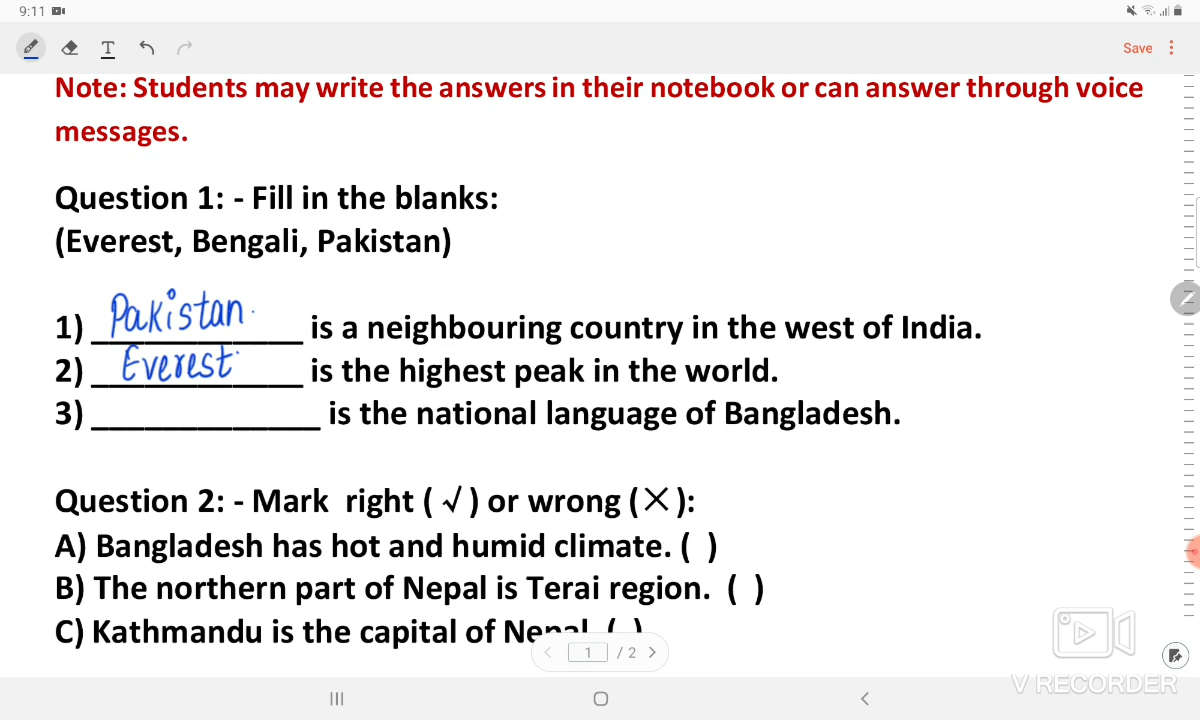 9:11
Save
Note: Students may write the answers in their notebook or can answer through voice
messages.
Question 1: - Fill in the blanks:
(Everest, Bengali, Pakistan)
1) Pakistan. is a neighbouring country in the west of India.
2) Everest. is the highest peak in the world.
3) ______________ is the national language of Bangladesh.
Question 2: - Mark right ( √ ) or wrong ( ✕ ):
A) Bangladesh has hot and humid climate. ( )
B) The northern part of Nepal is Terai region. ( )
C) Kathmandu is the capital of Nepal. ( )
1 / 2
V RECORDER